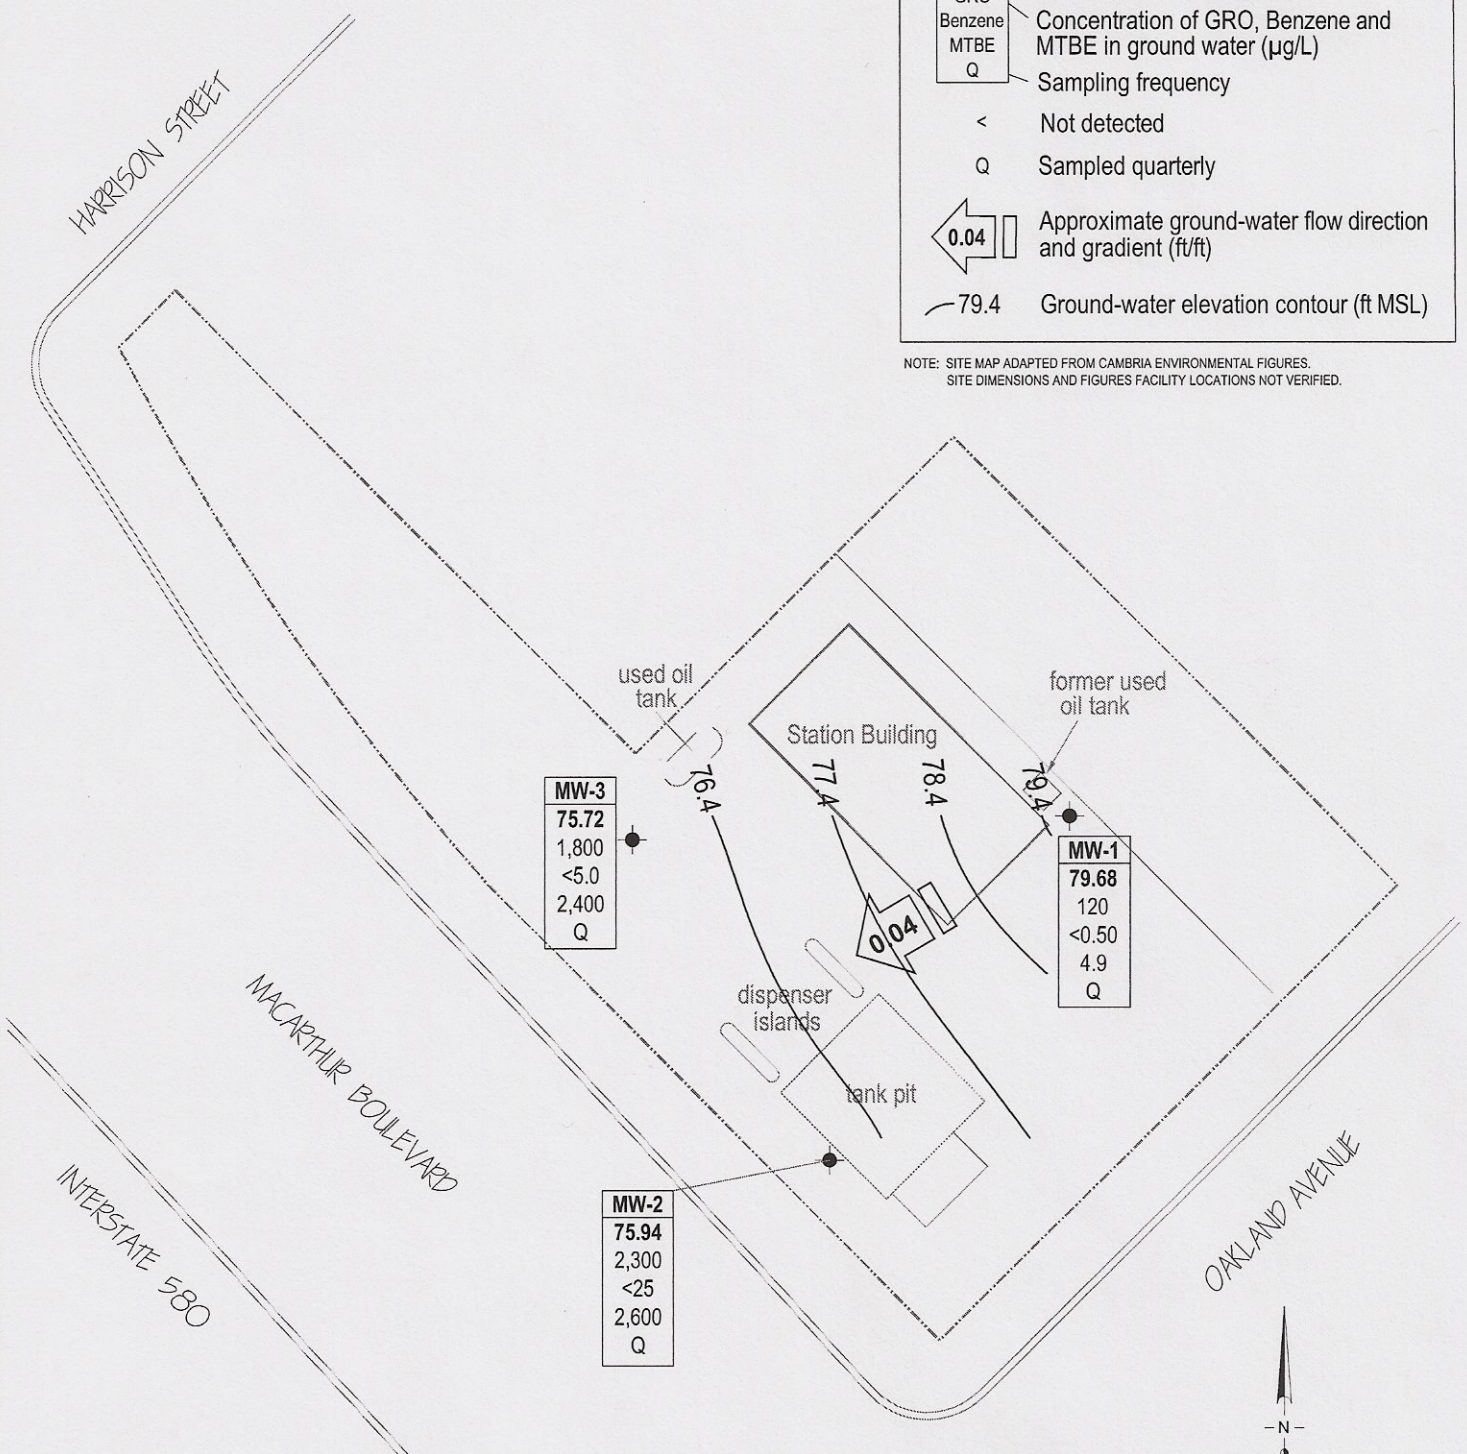 Benzene
MTBE
Q
Concentration of GRO, Benzene and
MTBE in ground water (µg/L)
Sampling frequency
< Not detected
Q Sampled quarterly
0.04
Approximate ground-water flow direction
and gradient (ft/ft)
79.4 Ground-water elevation contour (ft MSL)
NOTE: SITE MAP ADAPTED FROM CAMBRIA ENVIRONMENTAL FIGURES.
SITE DIMENSIONS AND FIGURES FACILITY LOCATIONS NOT VERIFIED.
HARRISON STREET
used oil
tank
Station Building
former used
oil tank
76.4
77.4
78.4
79.4
MW-3
75.72
1,800
<5.0
2,400
Q
MW-1
79.68
120
<0.50
4.9
Q
0.04
dispenser
islands
tank pit
MACARTHUR BOULEVARD
INTERSTATE 580
MW-2
75.94
2,300
<25
2,600
Q
OAKLAND AVENUE
N